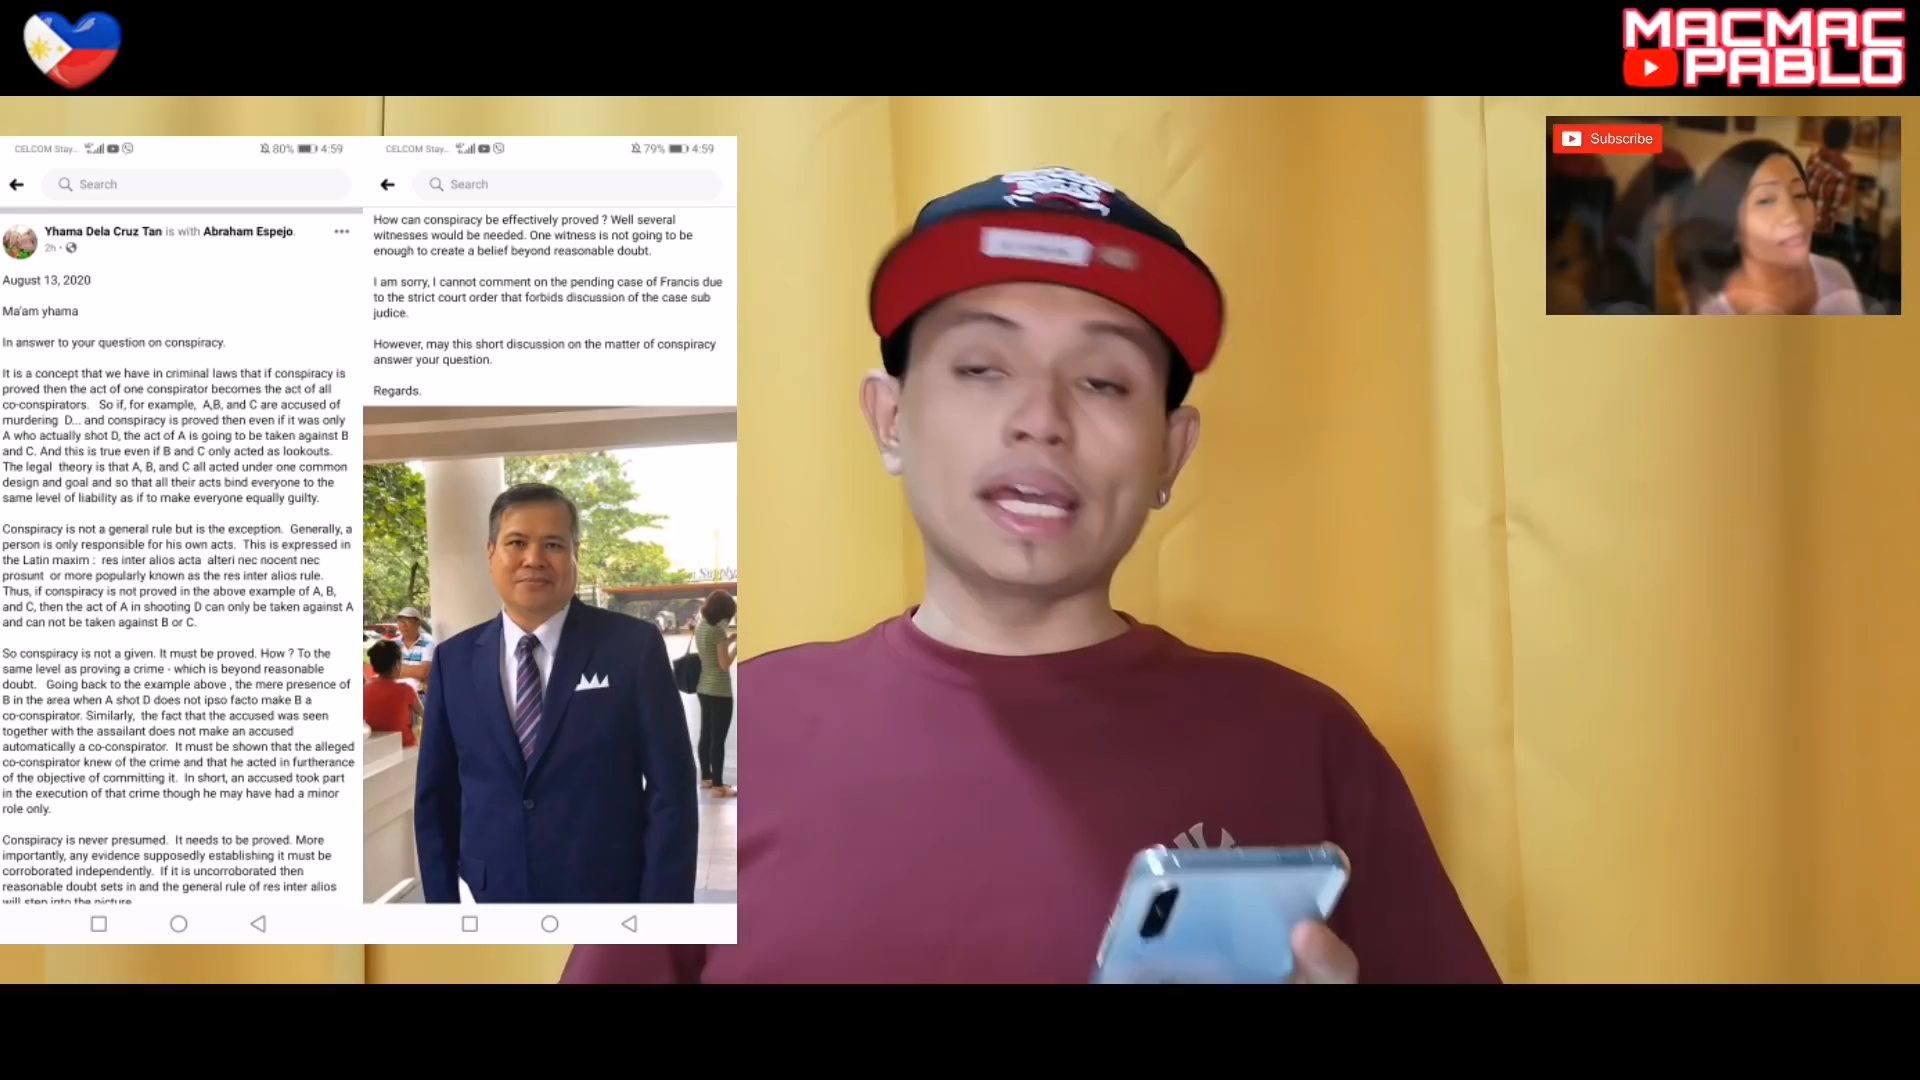 MACMAC
PABLO
Subscribe
CELCOM Stay...
80%
4:59
Search
Yhama Dela Cruz Tan is with Abraham Espejo.
2h
August 13, 2020
Ma'am yhama
In answer to your question on conspiracy.
It is a concept that we have in criminal laws that if conspiracy is
proved then the act of one conspirator becomes the act of all
co-conspirators. So if, for example, A,B, and C are accused of
murdering D... and conspiracy is proved then even if it was only
A who actually shot D, the act of A is going to be taken against B
and C. And this is true even if B and C only acted as lookouts.
The legal theory is that A, B, and C all acted under one common
design and goal and so that all their acts bind everyone to the
same level of liability as if to make everyone equally guilty.
Conspiracy is not a general rule but is the exception. Generally, a
person is only responsible for his own acts. This is expressed in
the Latin maxim : res inter alios acta alteri nec nocent nec
prosunt or more popularly known as the res inter alios rule.
Thus, if conspiracy is not proved in the above example of A, B,
and C, then the act of A in shooting D can only be taken against A
and can not be taken against B or C.
So conspiracy is not a given. It must be proved. How ? To the
same level as proving a crime - which is beyond reasonable
doubt. Going back to the example above , the mere presence of
B in the area when A shot D does not ipso facto make B a
co-conspirator. Similarly, the fact that the accused was seen
together with the assailant does not make an accused
automatically a co-conspirator. It must be shown that the alleged
co-conspirator knew of the crime and that he acted in furtherance
of the objective of committing it. In short, an accused took part
in the execution of that crime though he may have had a minor
role only.
Conspiracy is never presumed. It needs to be proved. More
importantly, any evidence supposedly establishing it must be
corroborated independently. If it is uncorroborated then
reasonable doubt sets in and the general rule of res inter alios
will step into the picture.
CELCOM Stay...
79%
4:59
Search
How can conspiracy be effectively proved ? Well several
witnesses would be needed. One witness is not going to be
enough to create a belief beyond reasonable doubt.
I am sorry, I cannot comment on the pending case of Francis due
to the strict court order that forbids discussion of the case sub
judice.
However, may this short discussion on the matter of conspiracy
answer your question.
Regards.